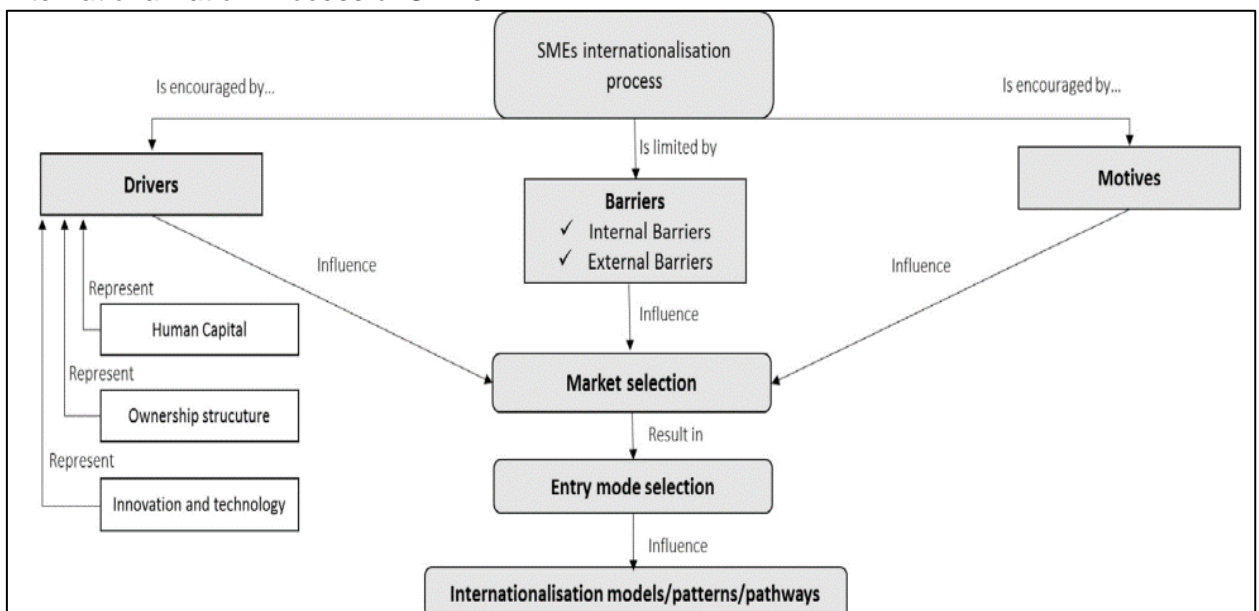 SMEs internationalisation
process
Is encouraged by...
Is encouraged by...
Is limited by
Drivers
Barriers
✓ Internal Barriers
✓ External Barriers
Motives
Influence
Influence
Influence
Represent
Human Capital
Represent
Ownership strucuture
Represent
Innovation and technology
Market selection
Result in
Entry mode selection
Influence
Internationalisation models/patterns/pathways